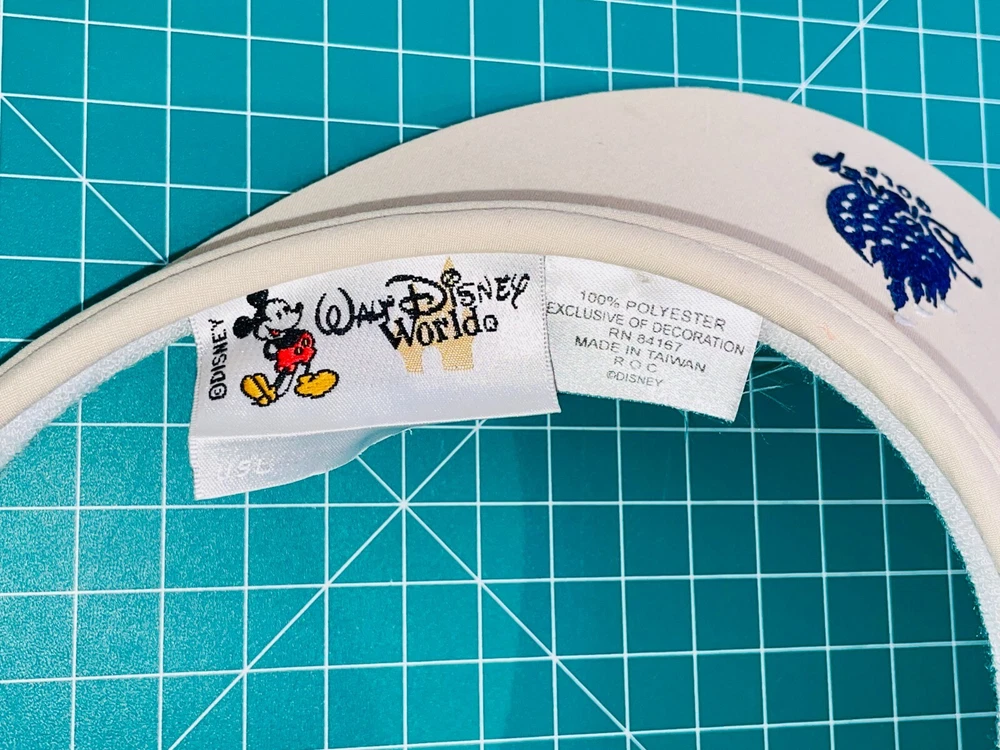 ©DISNEY
WALT DISNEY
World®
100% POLYESTER
EXCLUSIVE OF DECORATION
RN 84167
MADE IN TAIWAN
R O C
©DISNEY